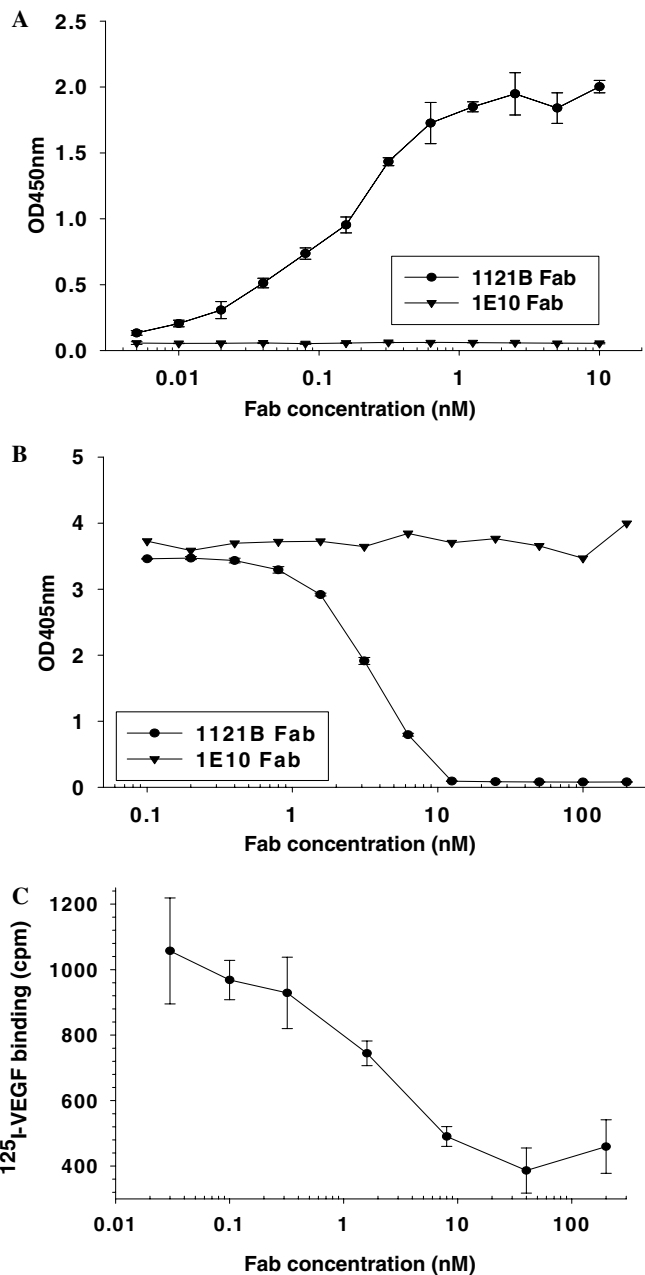 A
2.5
2.0
1.5
1.0
0.5
0.0
OD450nm
1121B Fab
1E10 Fab
0.01 0.1 1 10
Fab concentration (nM)
B
5
4
3
2
1
0
OD405nm
1121B Fab
1E10 Fab
0.1 1 10 100
Fab concentration (nM)
C
1200
1000
800
600
400
125I-VEGF binding (cpm)
0.01 0.1 1 10 100
Fab concentration (nM)